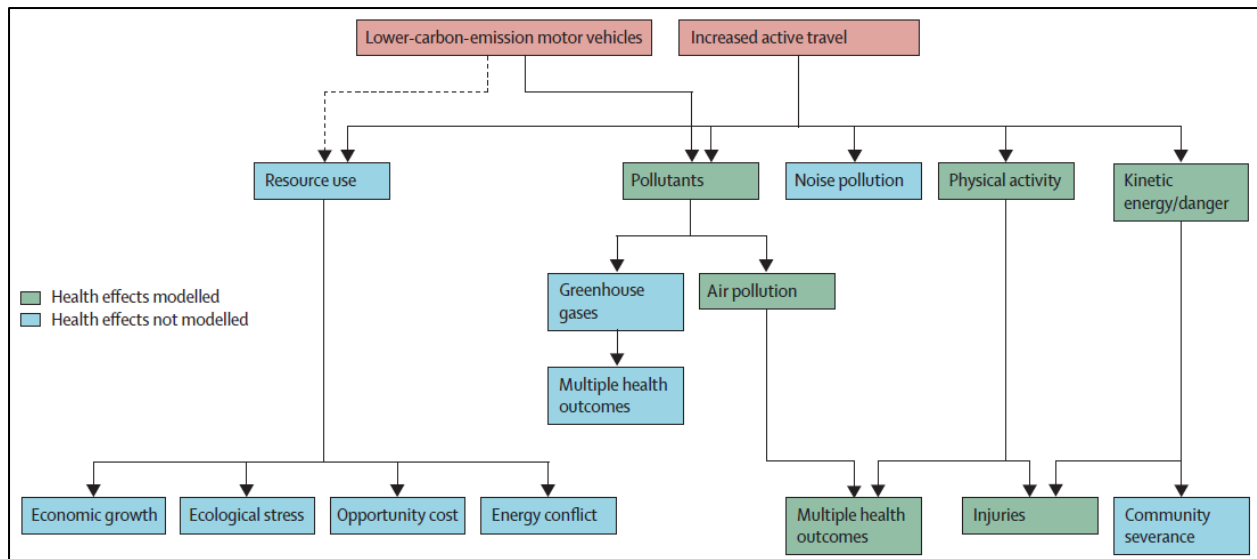 Lower-carbon-emission motor vehicles
Increased active travel
Resource use
Pollutants
Noise pollution
Physical activity
Kinetic
energy/danger
Health effects modelled
Health effects not modelled
Greenhouse
gases
Air pollution
Multiple health
outcomes
Economic growth
Ecological stress
Opportunity cost
Energy conflict
Multiple health
outcomes
Injuries
Community
severance